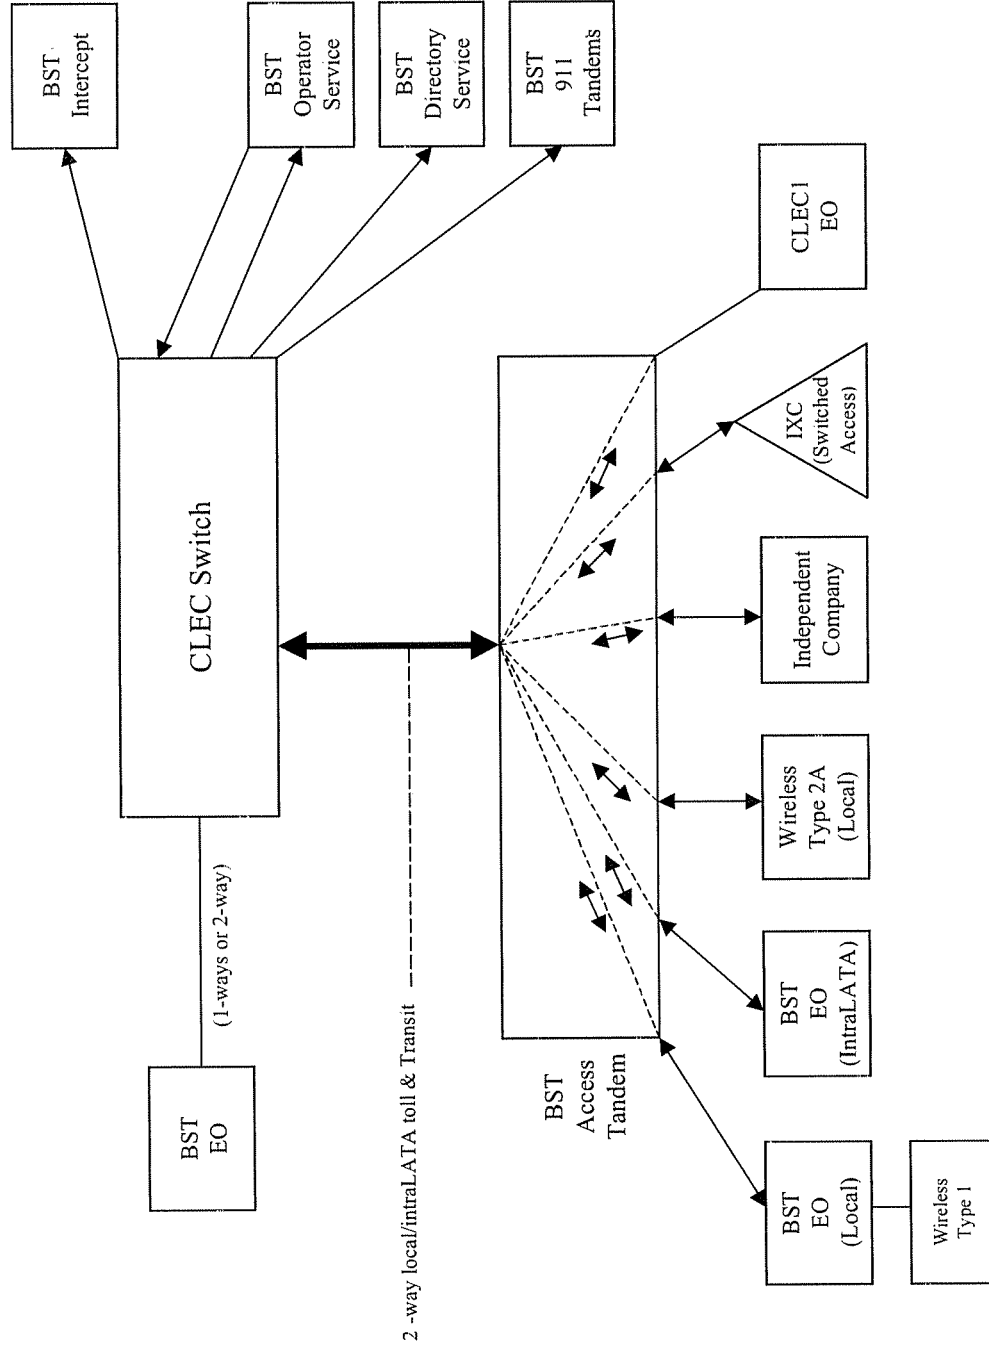 BST
Intercept
BST
Operator
Service
BST
Directory
Service
BST
911
Tandems
CLEC Switch
(1-ways or 2-way)
BST
EO
2 -way local/intraLATA toll & Transit
BST
Access
Tandem
CLEC1
EO
IXC
(Switched
Access)
Independent
Company
Wireless
Type 2A
(Local)
BST
EO
(IntraLATA)
BST
EO
(Local)
Wireless
Type 1